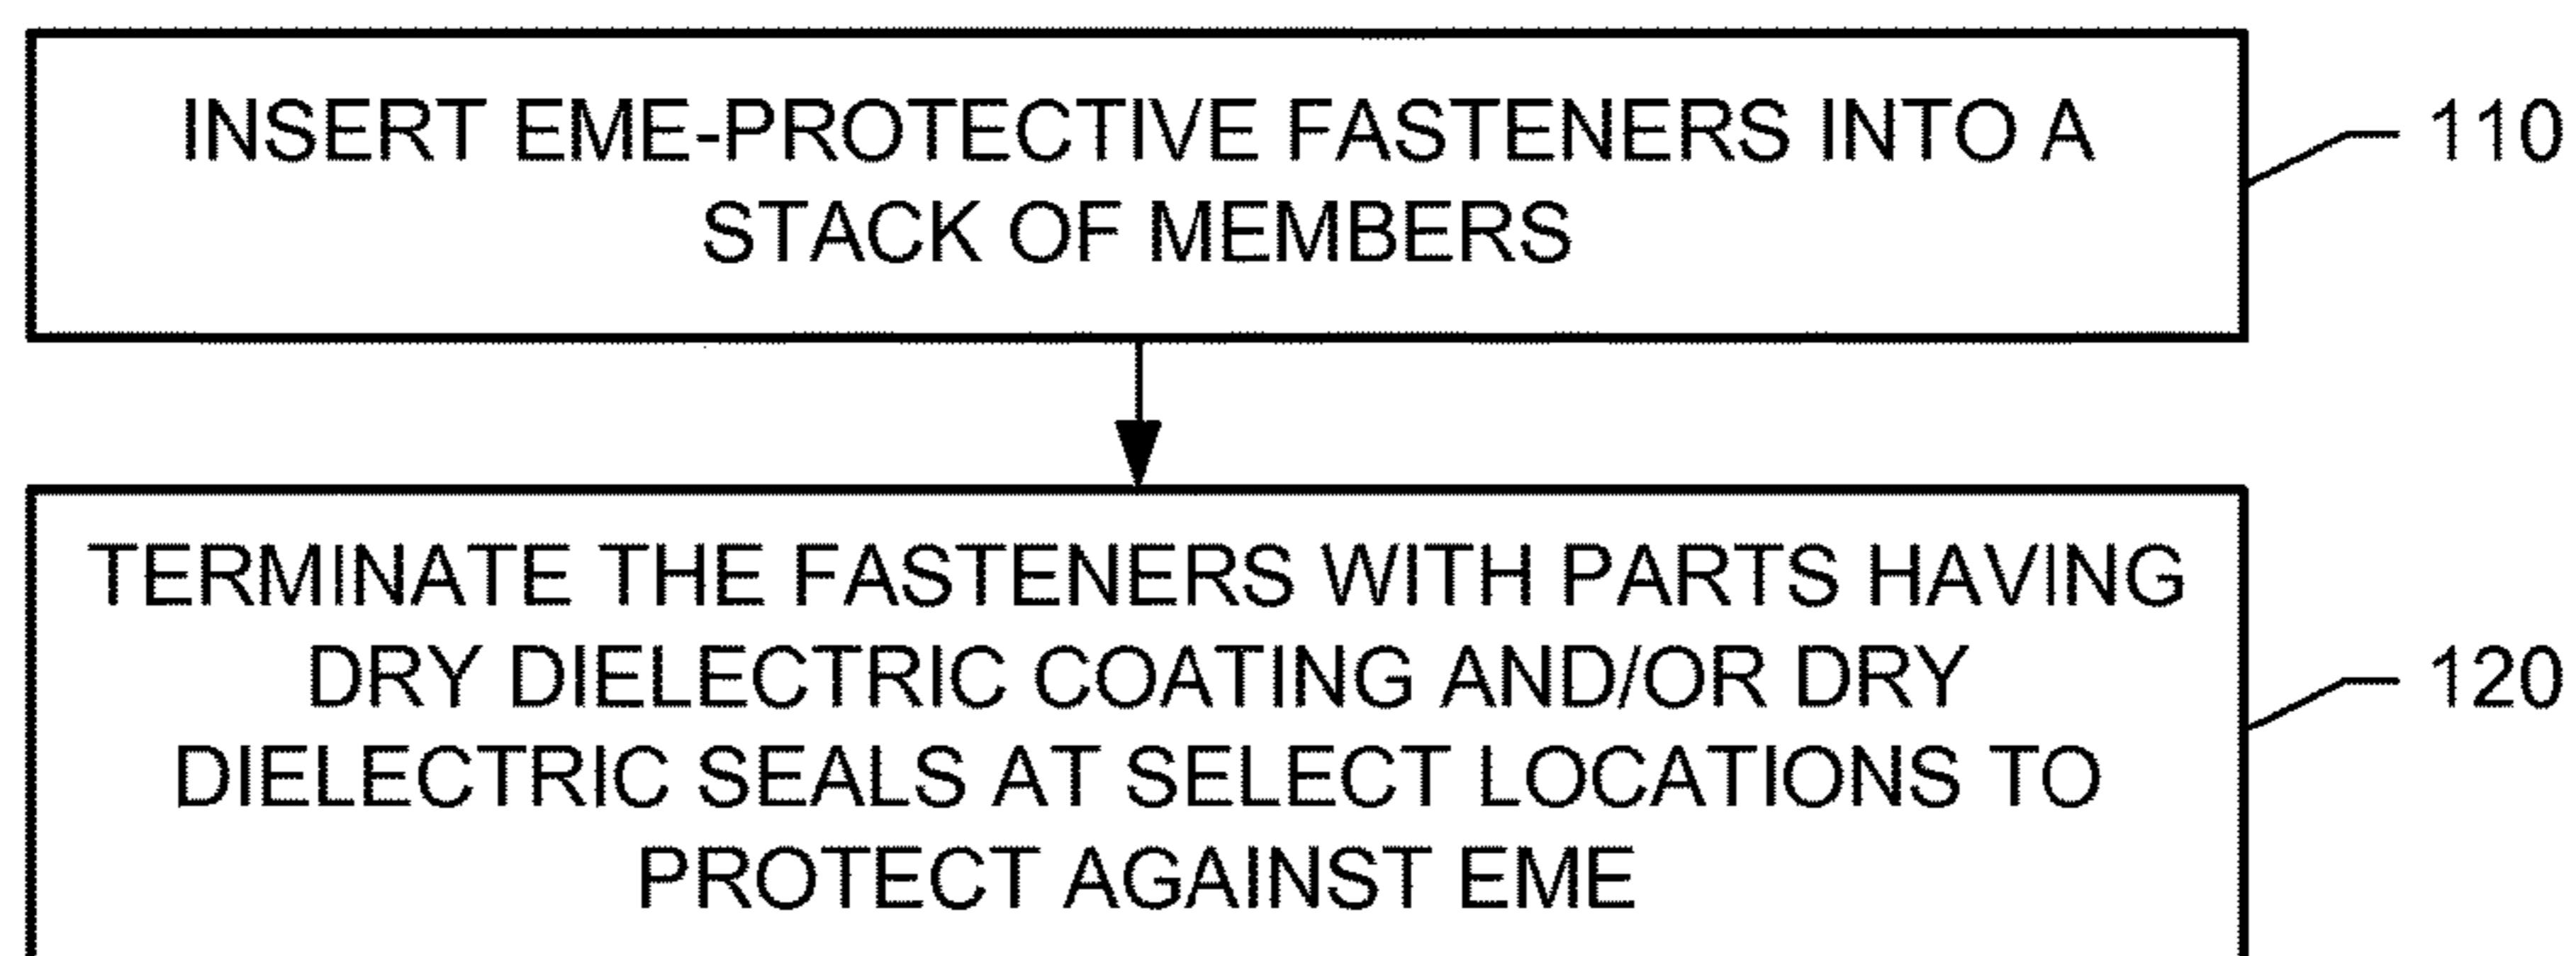 INSERT EME-PROTECTIVE FASTENERS INTO A
STACK OF MEMBERS
110
TERMINATE THE FASTENERS WITH PARTS HAVING
DRY DIELECTRIC COATING AND/OR DRY
DIELECTRIC SEALS AT SELECT LOCATIONS TO
PROTECT AGAINST EME
120